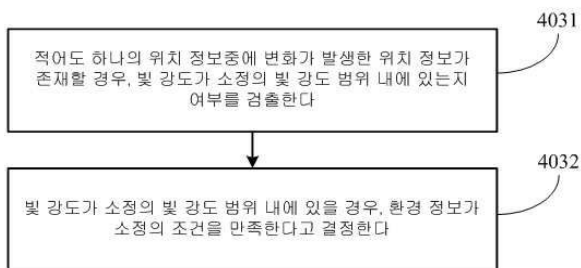 4031
적어도 하나의 위치 정보중에 변화가 발생한 위치 정보가
존재할 경우, 빛 강도가 소정의 빛 강도 범위 내에 있는지
여부를 검출한다
4032
빛 강도가 소정의 빛 강도 범위 내에 있을 경우, 환경 정보가
소정의 조건을 만족한다고 결정한다